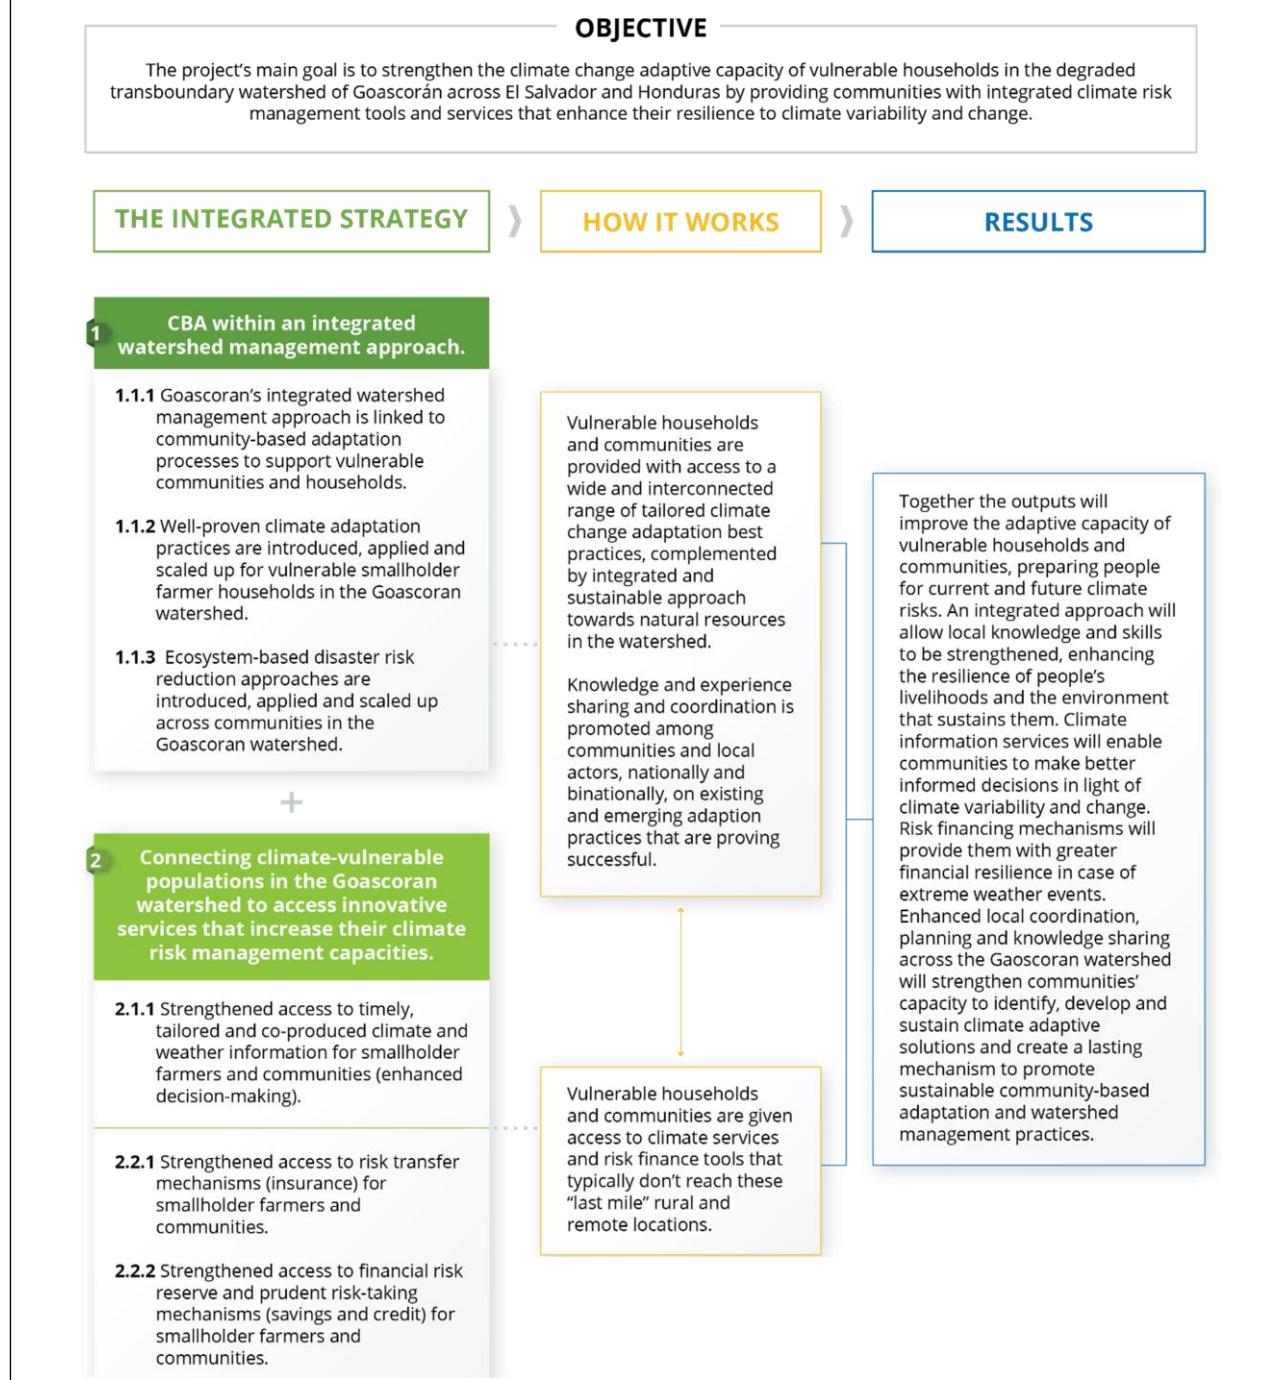 OBJECTIVE
The project's main goal is to strengthen the climate change adaptive capacity of vulnerable households in the degraded
transboundary watershed of Goascorán across El Salvador and Honduras by providing communities with integrated climate risk
management tools and services that enhance their resilience to climate variability and change.
THE INTEGRATED STRATEGY
HOW IT WORKS
RESULTS
1
CBA within an integrated
watershed management approach.
1.1.1 Goascoran's integrated watershed
management approach is linked to
community-based adaptation
processes to support vulnerable
communities and households.
1.1.2 Well-proven climate adaptation
practices are introduced, applied and
scaled up for vulnerable smallholder
farmer households in the Goascoran
watershed.
1.1.3 Ecosystem-based disaster risk
reduction approaches are
introduced, applied and scaled up
across communities in the
Goascoran watershed.
+
2
Connecting climate-vulnerable
populations in the Goascoran
watershed to access innovative
services that increase their climate
risk management capacities.
2.1.1 Strengthened access to timely,
tailored and co-produced climate and
weather information for smallholder
farmers and communities (enhanced
decision-making).
2.2.1 Strengthened access to risk transfer
mechanisms (insurance) for
smallholder farmers and
communities.
2.2.2 Strengthened access to financial risk
reserve and prudent risk-taking
mechanisms (savings and credit) for
smallholder farmers and
communities.
Vulnerable households
and communities are
provided with access to a
wide and interconnected
range of tailored climate
change adaptation best
practices, complemented
by integrated and
sustainable approach
towards natural resources
in the watershed.
Knowledge and experience
sharing and coordination is
promoted among
communities and local
actors, nationally and
binationally, on existing
and emerging adaption
practices that are proving
successful.
Vulnerable households
and communities are given
access to climate services
and risk finance tools that
typically don't reach these
"last mile" rural and
remote locations.
Together the outputs will
improve the adaptive capacity of
vulnerable households and
communities, preparing people
for current and future climate
risks. An integrated approach will
allow local knowledge and skills
to be strengthened, enhancing
the resilience of people's
livelihoods and the environment
that sustains them. Climate
information services will enable
communities to make better
informed decisions in light of
climate variability and change.
Risk financing mechanisms will
provide them with greater
financial resilience in case of
extreme weather events.
Enhanced local coordination,
planning and knowledge sharing
across the Gaoscoran watershed
will strengthen communities'
capacity to identify, develop and
sustain climate adaptive
solutions and create a lasting
mechanism to promote
sustainable community-based
adaptation and watershed
management practices.